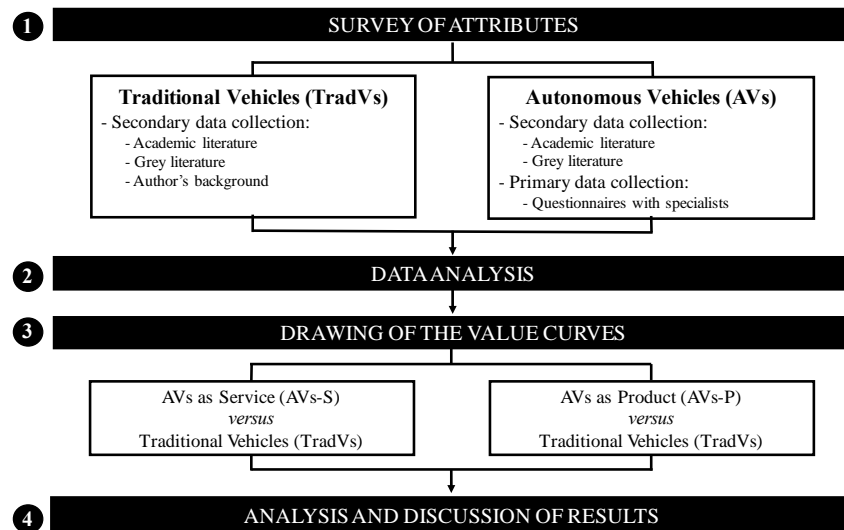 1
SURVEY OF ATTRIBUTES
Traditional Vehicles (TradVs)
- Secondary data collection:
- Academic literature
- Grey literature
- Author's background
Autonomous Vehicles (AVs)
- Secondary data collection:
- Academic literature
- Grey literature
- Primary data collection:
- Questionnaires with specialists
2
DATA ANALYSIS
3
DRAWING OF THE VALUE CURVES
AVs as Service (AVs-S)
versus
Traditional Vehicles (TradVs)
AVs as Product (AVs-P)
versus
Traditional Vehicles (TradVs)
4
ANALYSIS AND DISCUSSION OF RESULTS